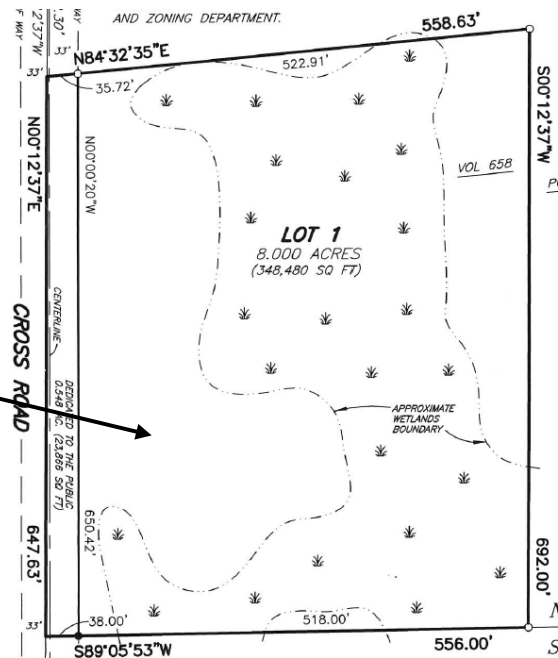 AND ZONING DEPARTMENT.
558.63'
N84°32'35"E
522.91'
33'
33'
35.72'
S00°12'37"W
N00°12'37"E
N00°00'20"W
VOL 658
LOT 1
8.000 ACRES
(348,480 SQ FT)
CENTERLINE
CROSS ROAD
DEDICATED TO THE PUBLIC
0.548 AC. (23,866 SQ FT)
APPROXIMATE
WETLANDS
BOUNDARY
650.42'
647.63'
692.00'
33'
38.00'
518.00'
S89°05'53"W
556.00'